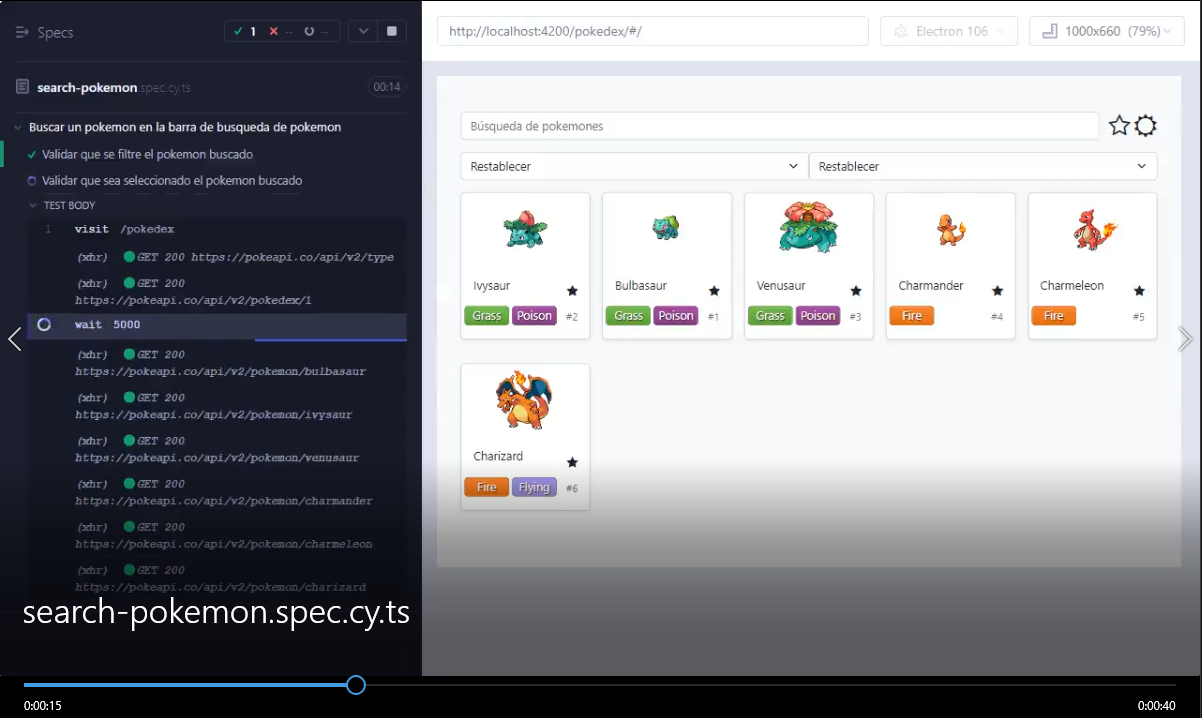 Specs
1 -- --
search-pokemon.spec.cy.ts 00:14
Buscar un pokemon en la barra de busqueda de pokemon
Validar que se filtre el pokemon buscado
Validar que sea seleccionado el pokemon buscado
TEST BODY
1 visit /pokedex
(xhr) GET 200 https://pokeapi.co/api/v2/type
(xhr) GET 200
https://pokeapi.co/api/v2/pokedex/1
wait 5000
(xhr) GET 200
https://pokeapi.co/api/v2/pokemon/bulbasaur
(xhr) GET 200
https://pokeapi.co/api/v2/pokemon/ivysaur
(xhr) GET 200
https://pokeapi.co/api/v2/pokemon/venusaur
(xhr) GET 200
https://pokeapi.co/api/v2/pokemon/charmander
(xhr) GET 200
https://pokeapi.co/api/v2/pokemon/charmeleon
(xhr) GET 200
https://pokeapi.co/api/v2/pokemon/charizard
http://localhost:4200/pokedex/#/
Electron 106
1000x660 (79%)
Búsqueda de pokemones
Restablecer
Restablecer
Ivysaur
Grass Poison #2
Bulbasaur
Grass Poison #1
Venusaur
Grass Poison #3
Charmander
Fire #4
Charmeleon
Fire #5
Charizard
Fire Flying #6
search-pokemon.spec.cy.ts
0:00:15
0:00:40